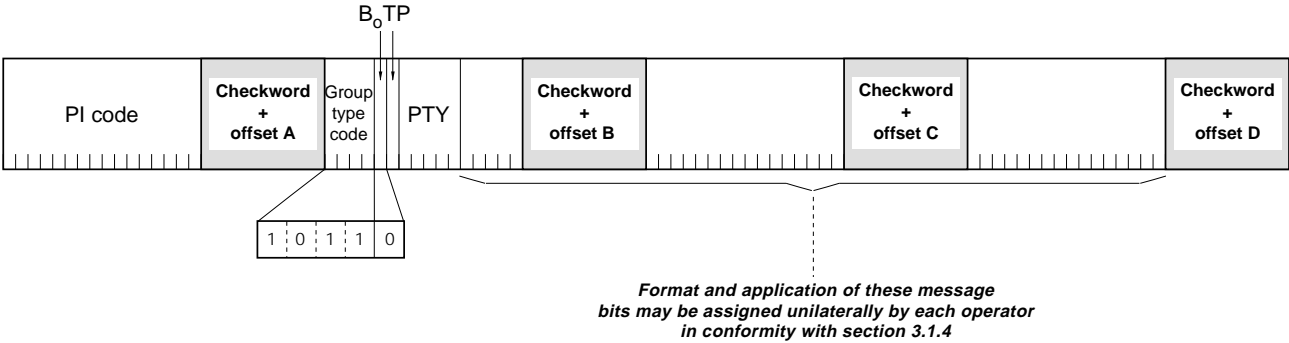 BoTP
PI code
Checkword
+
offset A
Group
type
code
PTY
Checkword
+
offset B
Checkword
+
offset C
Checkword
+
offset D
1 0 1 1 0
Format and application of these message
bits may be assigned unilaterally by each operator
in conformity with section 3.1.4